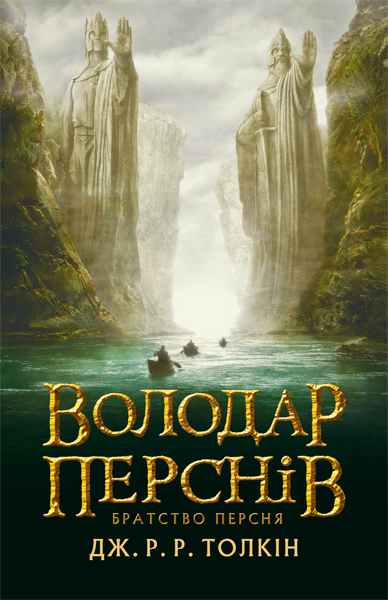 ВОЛОДАР
ПЕРСНІВ
БРАТСТВО ПЕРСНЯ
ДЖ. Р. Р. ТОЛКІН